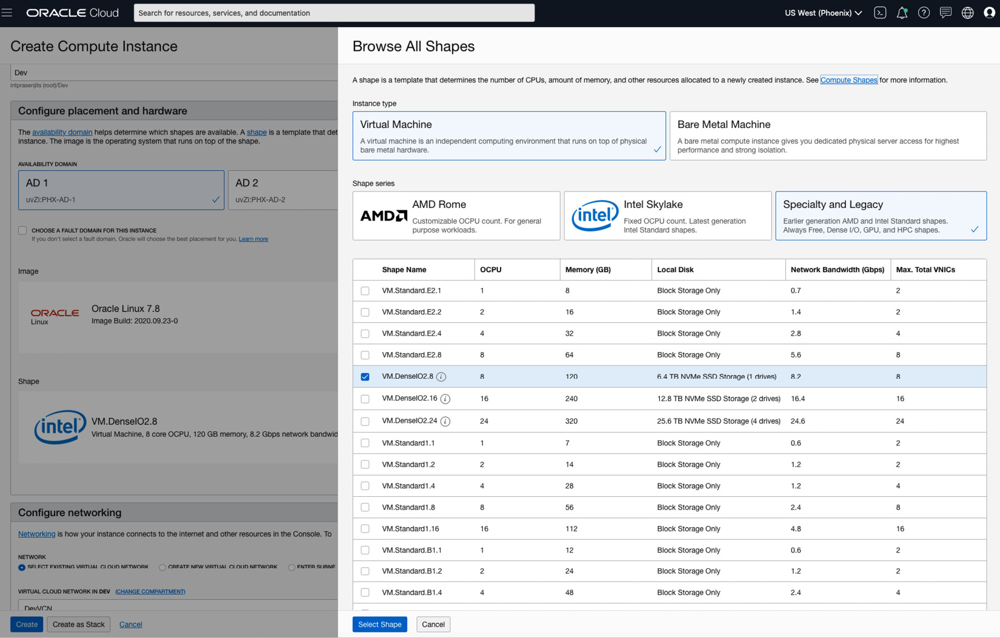 ORACLE Cloud
Search for resources, services, and documentation
US West (Phoenix)
Create Compute Instance
Dev
intprasenjits (root)/Dev
Configure placement and hardware
The availability domain helps determine which shapes are available. A shape is a template that det
instance. The image is the operating system that runs on top of the shape.
AVAILABILITY DOMAIN
AD 1
uvZi:PHX-AD-1
AD 2
uvZi:PHX-AD-2
CHOOSE A FAULT DOMAIN FOR THIS INSTANCE
If you don't select a fault domain, Oracle will choose the best placement for you. Learn more
Image
ORACLE
Linux
Oracle Linux 7.8
Image Build: 2020.09.23-0
Shape
intel
VM.DenseIO2.8
Virtual Machine, 8 core OCPU, 120 GB memory, 8.2 Gbps network bandwid
Configure networking
Networking is how your instance connects to the internet and other resources in the Console. To
NETWORK
SELECT EXISTING VIRTUAL CLOUD NETWORK CREATE NEW VIRTUAL CLOUD NETWORK ENTER SUBNE
VIRTUAL CLOUD NETWORK IN DEV (CHANGE COMPARTMENT)
DevVCN
Create Create as Stack Cancel
Browse All Shapes
A shape is a template that determines the number of CPUs, amount of memory, and other resources allocated to a newly created instance. See Compute Shapes for more information.
Instance type
Virtual Machine
A virtual machine is an independent computing environment that runs on top of physical
bare metal hardware.
Bare Metal Machine
A bare metal compute instance gives you dedicated physical server access for highest
performance and strong isolation.
Shape series
AMD
AMD Rome
Customizable OCPU count. For general
purpose workloads.
intel
Intel Skylake
Fixed OCPU count. Latest generation
Intel Standard shapes.
Specialty and Legacy
Earlier generation AMD and Intel Standard shapes.
Always Free, Dense I/O, GPU, and HPC shapes.
Shape Name OCPU Memory (GB) Local Disk Network Bandwidth (Gbps) Max. Total VNICs
VM.Standard.E2.1 1 8 Block Storage Only 0.7 2
VM.Standard.E2.2 2 16 Block Storage Only 1.4 2
VM.Standard.E2.4 4 32 Block Storage Only 2.8 4
VM.Standard.E2.8 8 64 Block Storage Only 5.6 8
VM.DenseIO2.8 8 120 6.4 TB NVMe SSD Storage (1 drives) 8.2 8
VM.DenseIO2.16 16 240 12.8 TB NVMe SSD Storage (2 drives) 16.4 16
VM.DenseIO2.24 24 320 25.6 TB NVMe SSD Storage (4 drives) 24.6 24
VM.Standard1.1 1 7 Block Storage Only 0.6 2
VM.Standard1.2 2 14 Block Storage Only 1.2 2
VM.Standard1.4 4 28 Block Storage Only 1.2 4
VM.Standard1.8 8 56 Block Storage Only 2.4 8
VM.Standard1.16 16 112 Block Storage Only 4.8 16
VM.Standard.B1.1 1 12 Block Storage Only 0.6 2
VM.Standard.B1.2 2 24 Block Storage Only 1.2 2
VM.Standard.B1.4 4 48 Block Storage Only 2.4 4
Select Shape Cancel